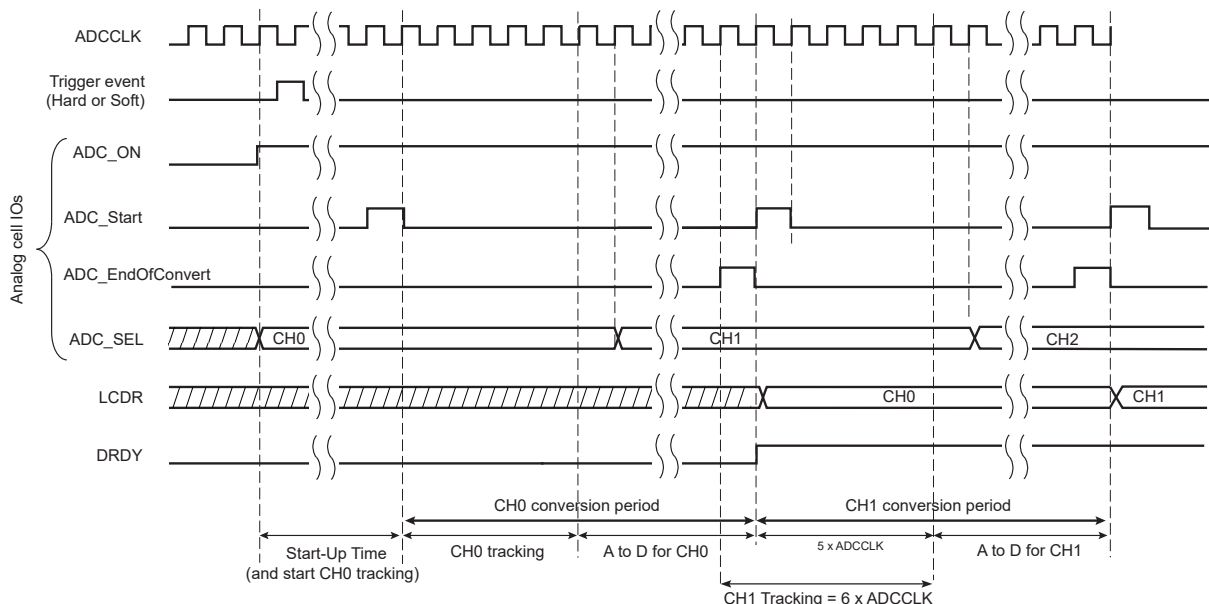 ADCCLK
Trigger event
(Hard or Soft)
Analog cell IOs
ADC_ON
ADC_Start
ADC_EndOfConvert
ADC_SEL
CH0
CH1
CH2
LCDR
CH0
CH1
DRDY
CH0 conversion period
CH1 conversion period
Start-Up Time
(and start CH0 tracking)
CH0 tracking
A to D for CH0
5 x ADCCLK
A to D for CH1
CH1 Tracking = 6 x ADCCLK